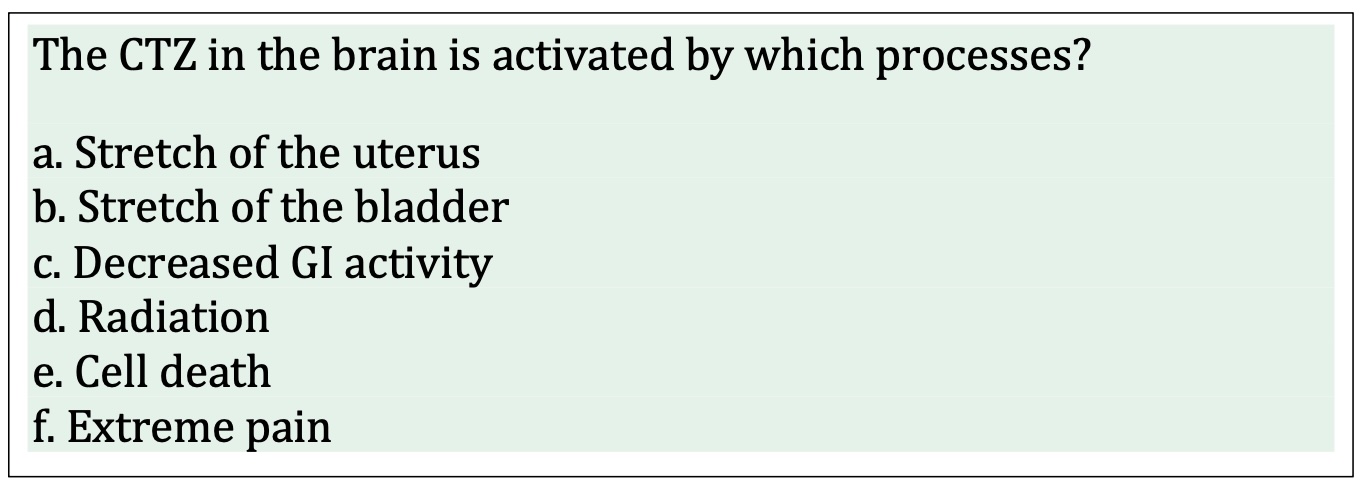 The CTZ in the brain is activated by which processes?
a. Stretch of the uterus
b. Stretch of the bladder
c. Decreased GI activity
d. Radiation
e. Cell death
f. Extreme pain